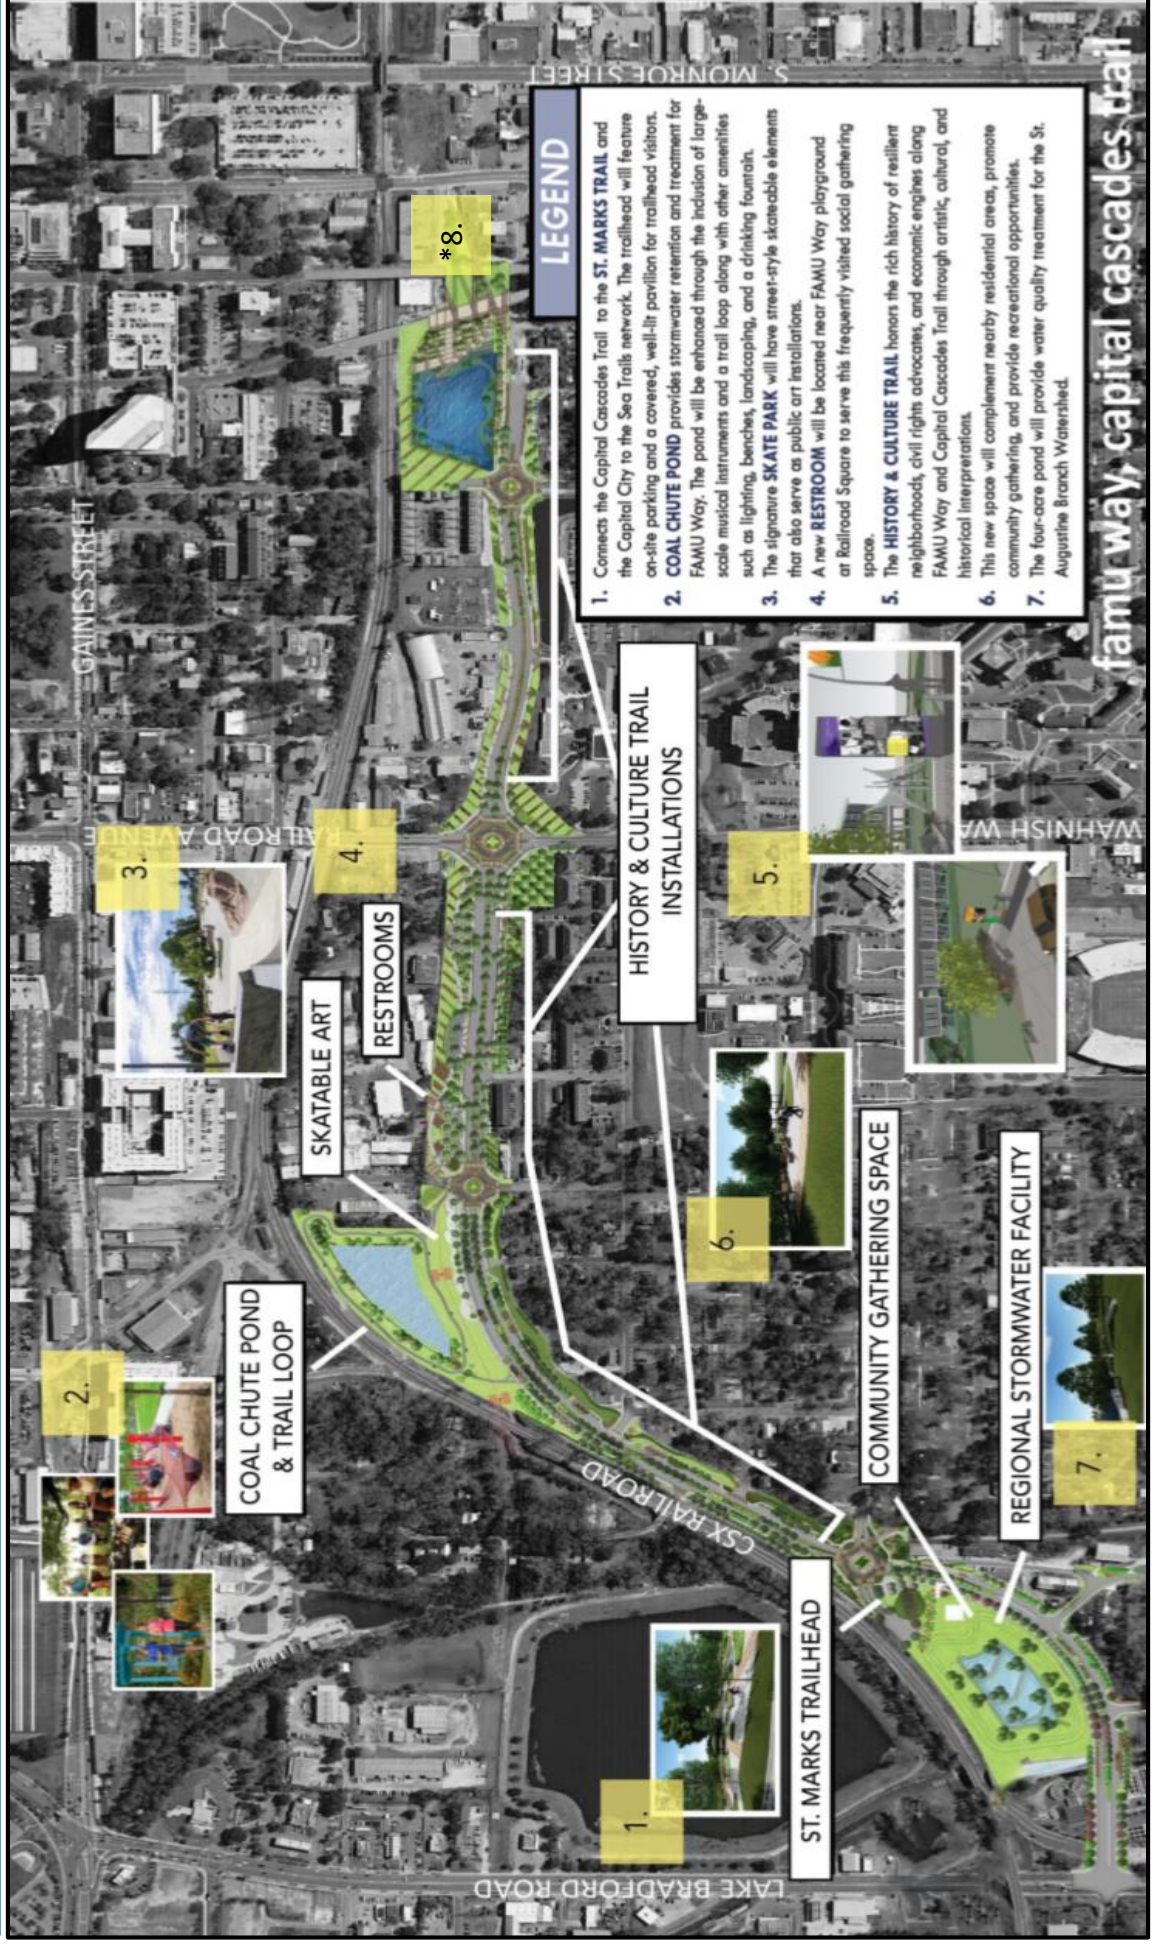 GAINES STREET
S. MONROE STREET
RAILROAD AVENUE
LAKE BRADFORD ROAD
CSX RAILROAD
WAHNISH WA
1.
2.
3.
4.
5.
6.
7.
*8.
COAL CHUTE POND
& TRAIL LOOP
SKATABLE ART
RESTROOMS
HISTORY & CULTURE TRAIL
INSTALLATIONS
ST. MARKS TRAILHEAD
COMMUNITY GATHERING SPACE
REGIONAL STORMWATER FACILITY
LEGEND
1. Connects the Capital Cascades Trail to the ST. MARKS TRAIL and
the Capital City to the Sea Trails network. The trailhead will feature
on-site parking and a covered, well-lit pavilion for trailhead visitors.
2. COAL CHUTE POND provides stormwater retention and treatment for
FAMU Way. The pond will be enhanced through the inclusion of large-
scale musical instruments and a trail loop along with other amenities
such as lighting, benches, landscaping, and a drinking fountain.
3. The signature SKATE PARK will have street-style skateable elements
that also serve as public art installations.
4. A new RESTROOM will be located near FAMU Way playground
at Railroad Square to serve this frequently visited social gathering
space.
5. The HISTORY & CULTURE TRAIL honors the rich history of resilient
neighborhoods, civil rights advocates, and economic engines along
FAMU Way and Capital Cascades Trail through artistic, cultural, and
historical interpretations.
6. This new space will complement nearby residential areas, promote
community gathering, and provide recreational opportunities.
7. The four-acre pond will provide water quality treatment for the St.
Augustine Branch Watershed.
famu way, capital cascades trail